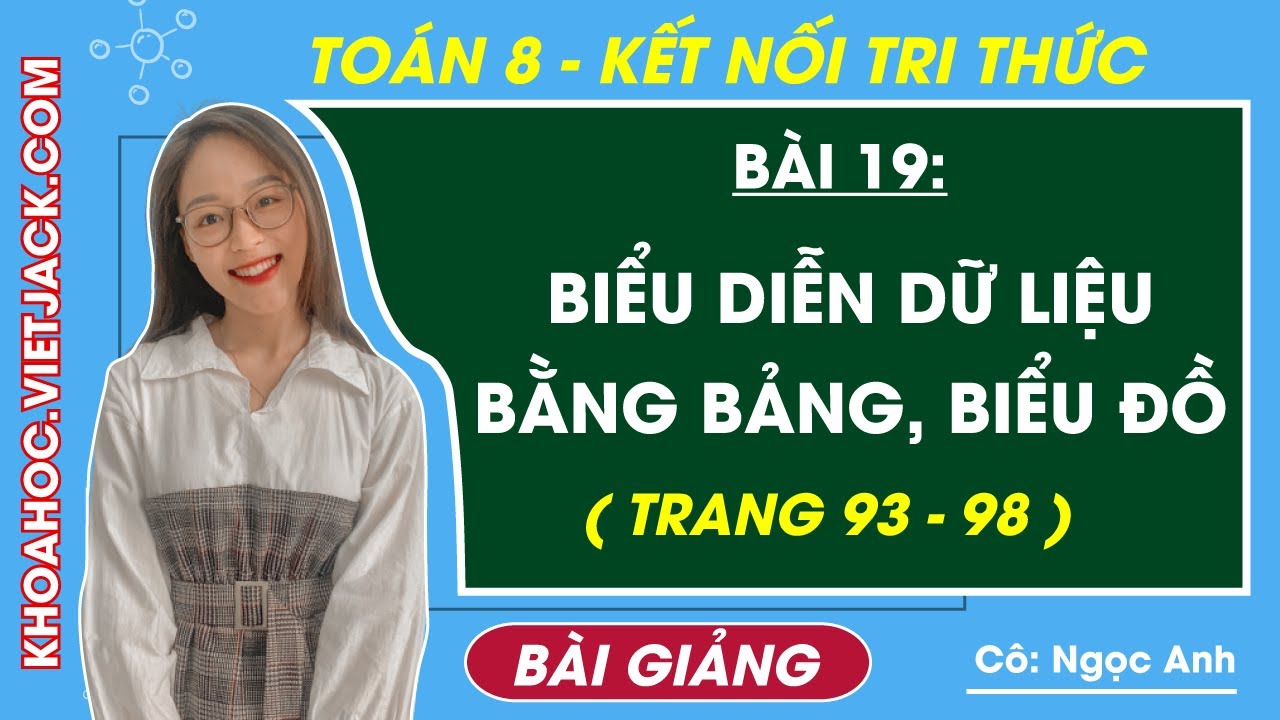 KHOAHOC.VIETJACK.COM
TOÁN 8 - KẾT NỐI TRI THỨC
BÀI 19:
BIỂU DIỄN DỮ LIỆU
BẰNG BẢNG, BIỂU ĐỒ
( TRANG 93 - 98 )
BÀI GIẢNG
Cô: Ngọc Anh